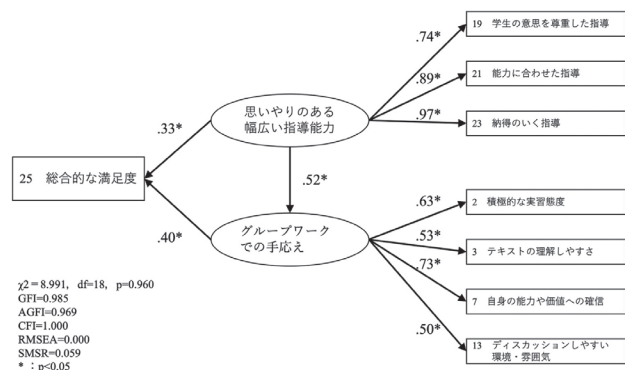 19 学生の意思を尊重した指導
.74*
21 能力に合わせた指導
.89*
思いやりのある
幅広い指導能力
.97*
23 納得のいく指導
.33*
25 総合的な満足度
.52*
.63*
2 積極的な実習態度
.40*
グループワーク
での手応え
.53*
3 テキストの理解しやすさ
.73*
7 自身の能力や価値への確信
.50*
13 ディスカッションしやすい
環境・雰囲気
χ2＝8.991, df=18, p=0.960
GFI=0.985
AGFI=0.969
CFI=1.000
RMSEA=0.000
SMSR=0.059
* ：p<0.05